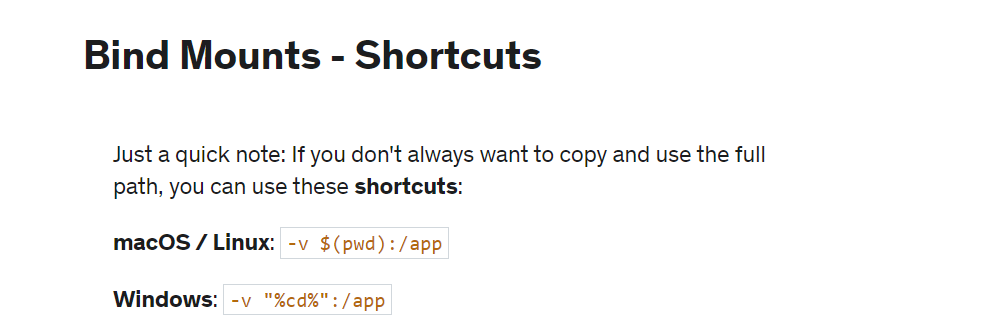 Bind Mounts - Shortcuts
Just a quick note: If you don't always want to copy and use the full
path, you can use these shortcuts:
macOS / Linux: -v $(pwd):/app
Windows: -v "%cd%":/app